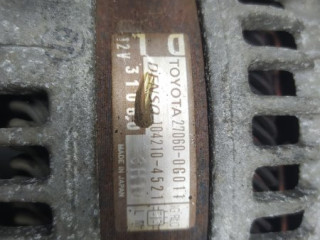 TOYOTA 27060-0G011
DENSO 104210-4521
12V 310
MADE IN JAPAN